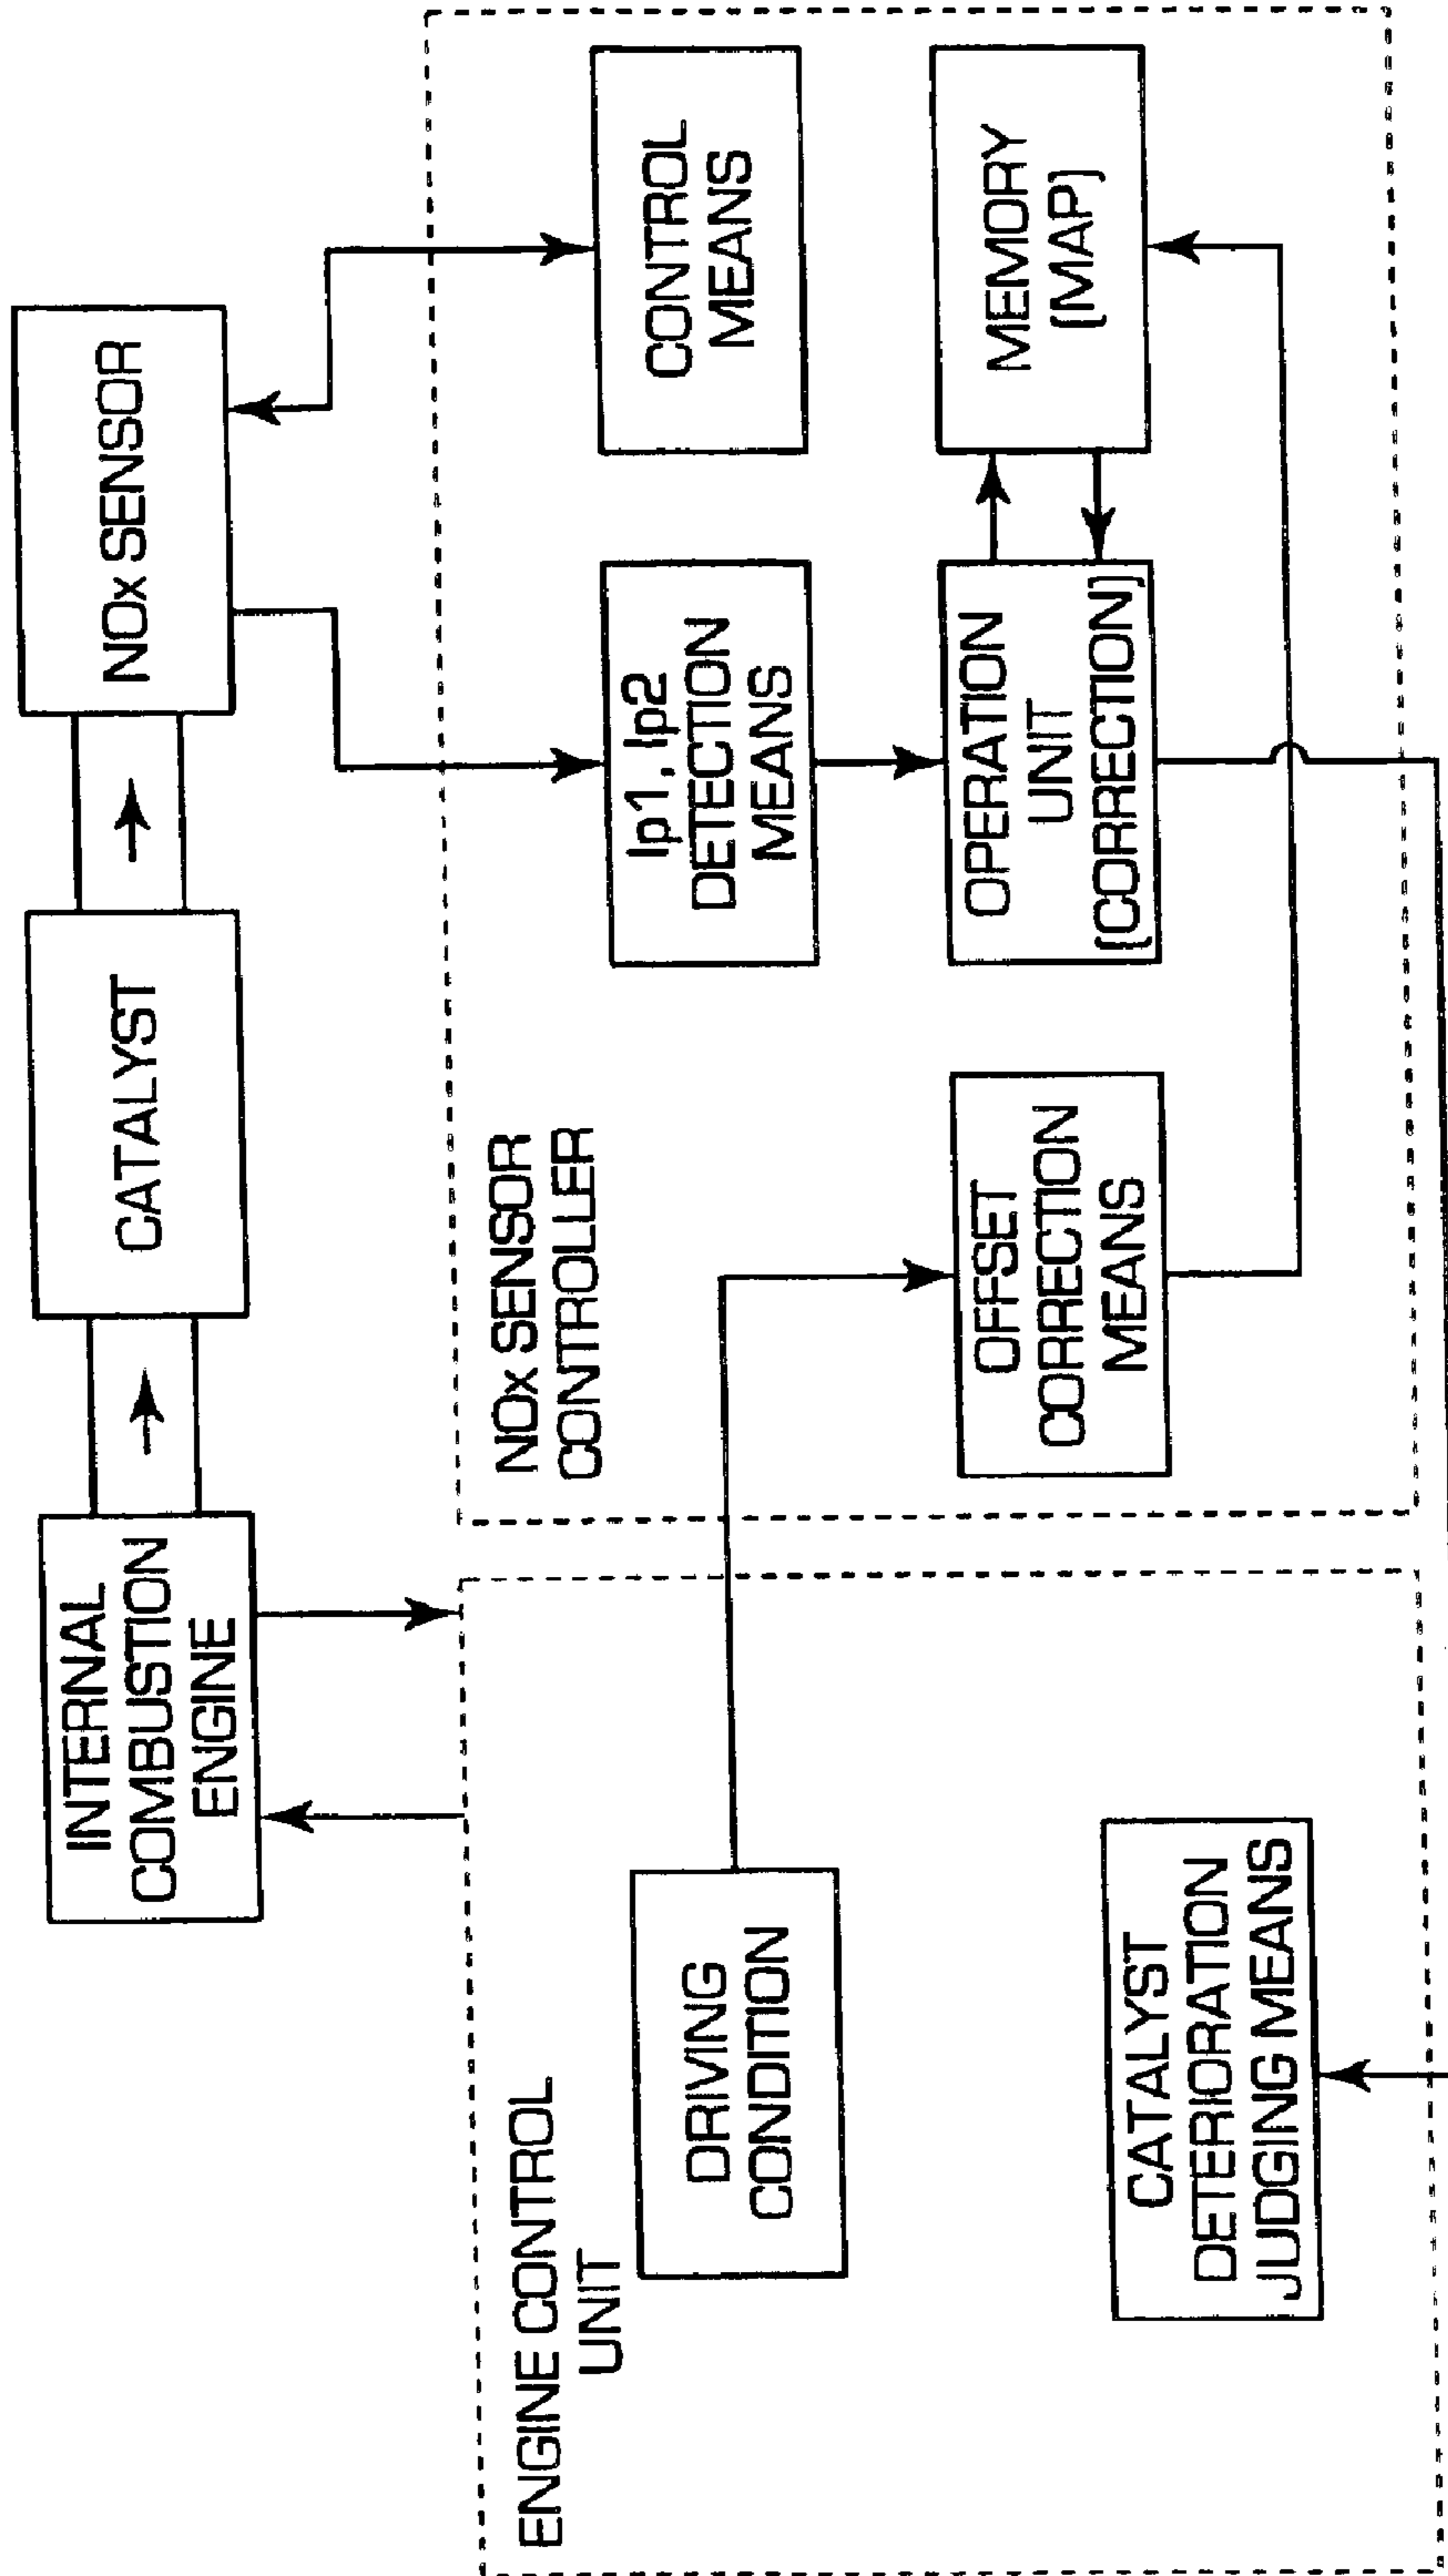 INTERNAL
COMBUSTION
ENGINE
CATALYST
NOx SENSOR
ENGINE CONTROL
UNIT
DRIVING
CONDITION
CATALYST
DETERIORATION
JUDGING MEANS
NOx SENSOR
CONTROLLER
Ip1, Ip2
DETECTION
MEANS
CONTROL
MEANS
OFFSET
CORRECTION
MEANS
OPERATION
UNIT
(CORRECTION)
MEMORY
(MAP)